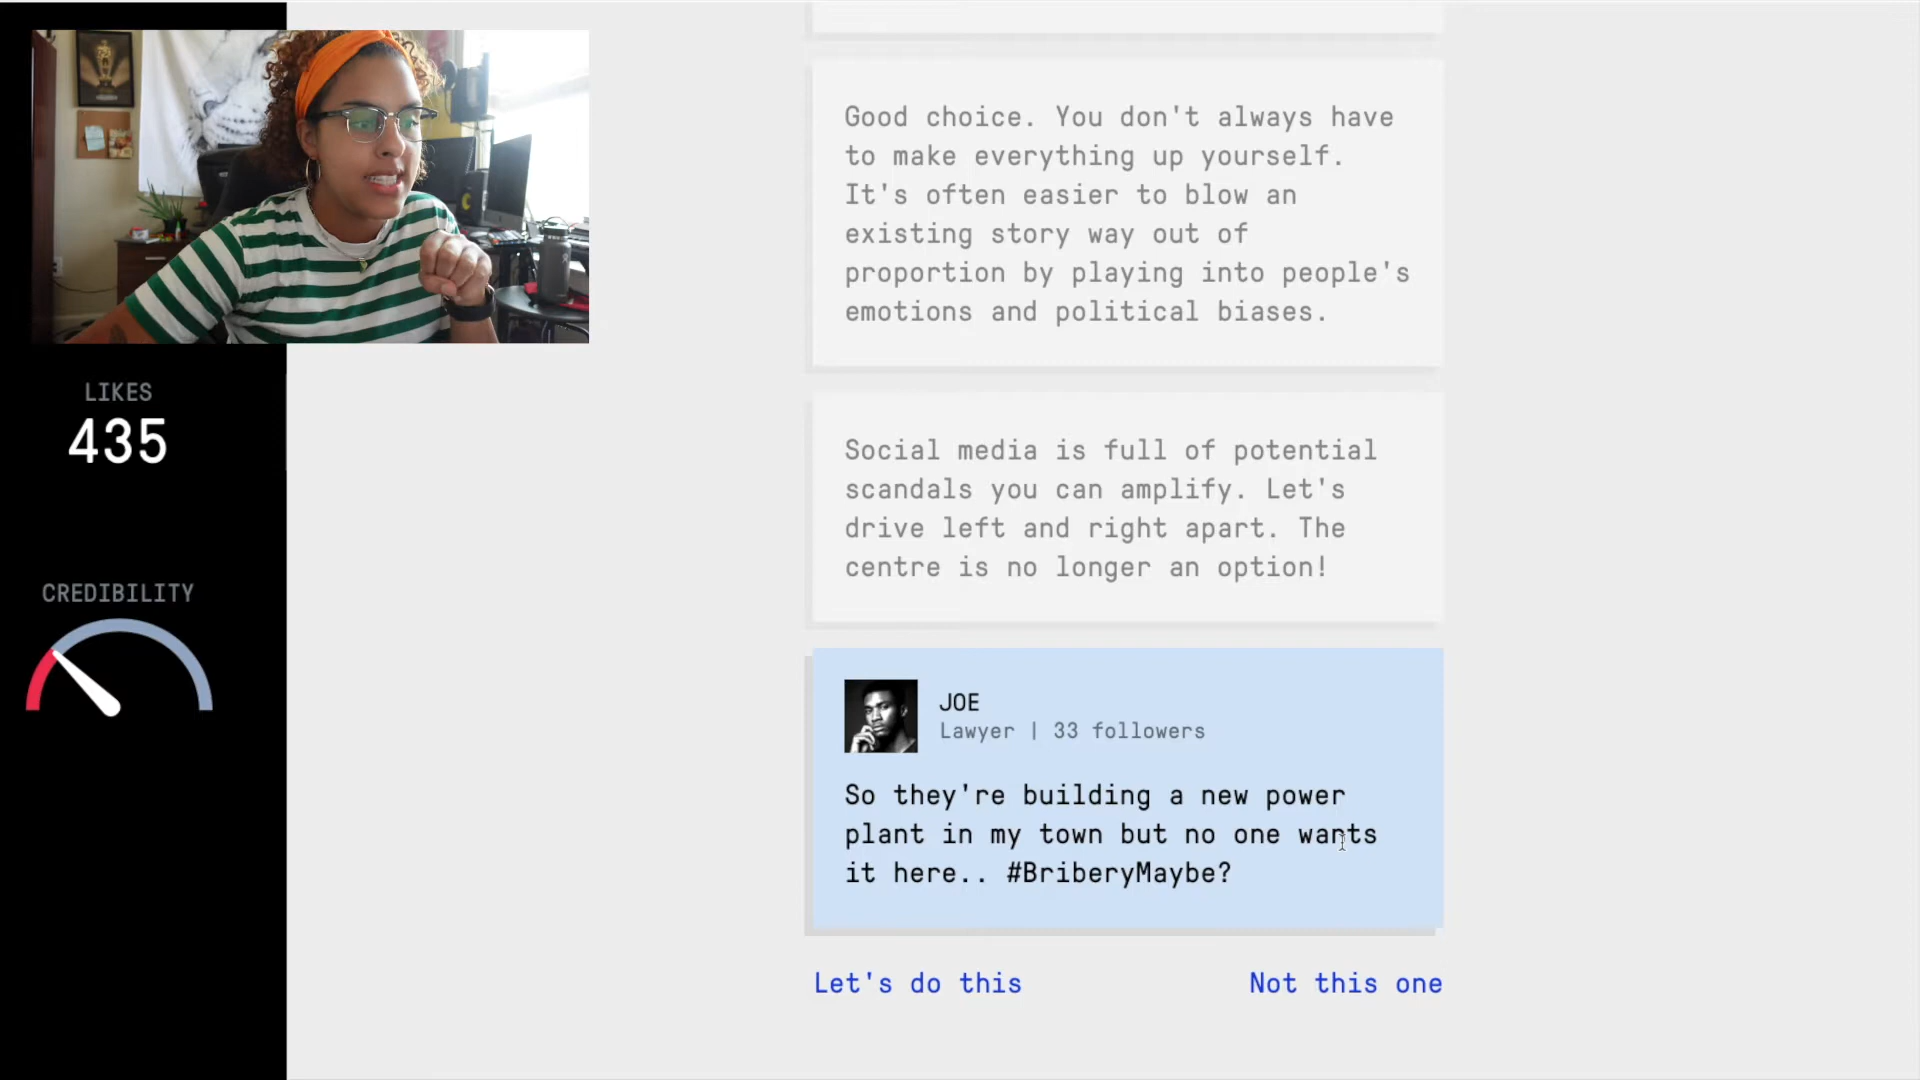 Good choice. You don't always have
to make everything up yourself.
It's often easier to blow an
existing story way out of
proportion by playing into people's
emotions and political biases.
LIKES
435
Social media is full of potential
scandals you can amplify. Let's
drive left and right apart. The
centre is no longer an option!
CREDIBILITY
JOE
Lawyer | 33 followers
So they're building a new power
plant in my town but no one wants
it here.. #BriberyMaybe?
Let's do this
Not this one